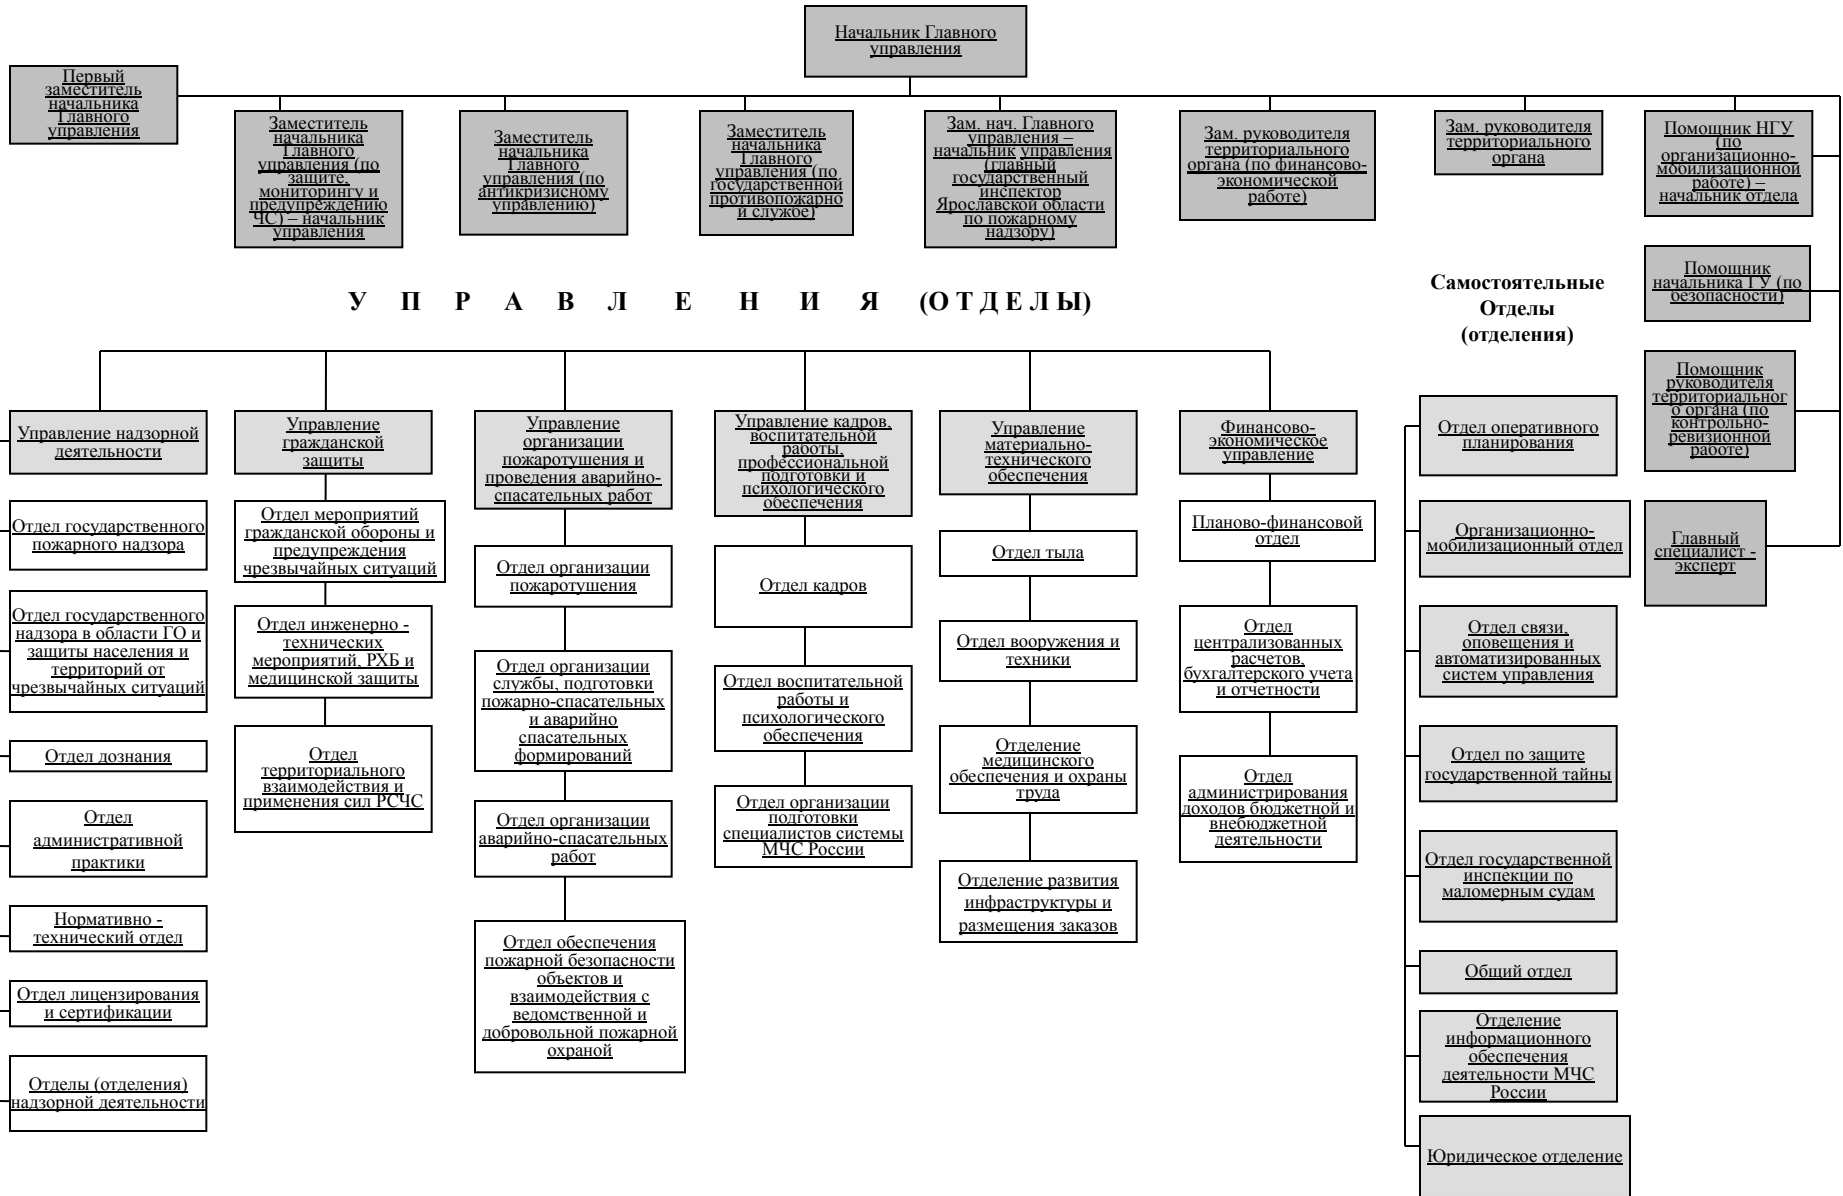 Начальник Главного
управления
Первый
заместитель
начальника
Главного
управления
Заместитель
начальника
Главного
управления (по
защите,
мониторингу и
предупреждению
ЧС) – начальник
управления
Заместитель
начальника
Главного
управления (по
антикризисному
управлению)
Заместитель
начальника
Главного
управления (по
государственной
противопожарно
й службе)
Зам. нач. Главного
управления –
начальник управления
(главный
государственный
инспектор
Ярославской области
по пожарному
надзору)
Зам. руководителя
территориального
органа (по финансово-
экономической
работе)
Зам. руководителя
территориального
органа
Помощник НГУ
(по
организационно-
мобилизационной
работе) –
начальник отдела
Помощник
начальника ГУ (по
безопасности)
Помощник
руководителя
территориальног
о органа (по
контрольно-
ревизионной
работе)
Главный
специалист -
эксперт
У П Р А В Л Е Н И Я (О Т Д Е Л Ы)
Самостоятельные
Отделы
(отделения)
Управление надзорной
деятельности
Отдел государственного
пожарного надзора
Отдел государственного
надзора в области ГО и
защиты населения и
территорий от
чрезвычайных ситуаций
Отдел дознания
Отдел
административной
практики
Нормативно -
технический отдел
Отдел лицензирования
и сертификации
Отделы (отделения)
надзорной деятельности
Управление
гражданской
защиты
Отдел мероприятий
гражданской обороны и
предупреждения
чрезвычайных ситуаций
Отдел инженерно -
технических
мероприятий, РХБ и
медицинской защиты
Отдел
территориального
взаимодействия и
применения сил РСЧС
Управление
организации
пожаротушения и
проведения аварийно-
спасательных работ
Отдел организации
пожаротушения
Отдел организации
службы, подготовки
пожарно-спасательных
и аварийно
спасательных
формирований
Отдел организации
аварийно-спасательных
работ
Отдел обеспечения
пожарной безопасности
объектов и
взаимодействия с
ведомственной и
добровольной пожарной
охраной
Управление кадров,
воспитательной
работы,
профессиональной
подготовки и
психологического
обеспечения
Отдел кадров
Отдел воспитательной
работы и
психологического
обеспечения
Отдел организации
подготовки
специалистов системы
МЧС России
Управление
материально-
технического
обеспечения
Отдел тыла
Отдел вооружения и
техники
Отделение
медицинского
обеспечения и охраны
труда
Отделение развития
инфраструктуры и
размещения заказов
Финансово-
экономическое
управление
Планово-финансовой
отдел
Отдел
централизованных
расчетов,
бухгалтерского учета
и отчетности
Отдел
администрирования
доходов бюджетной и
внебюджетной
деятельности
Отдел оперативного
планирования
Организационно-
мобилизационный отдел
Отдел связи,
оповещения и
автоматизированных
систем управления
Отдел по защите
государственной тайны
Отдел государственной
инспекции по
маломерным судам
Общий отдел
Отделение
информационного
обеспечения
деятельности МЧС
России
Юридическое отделение